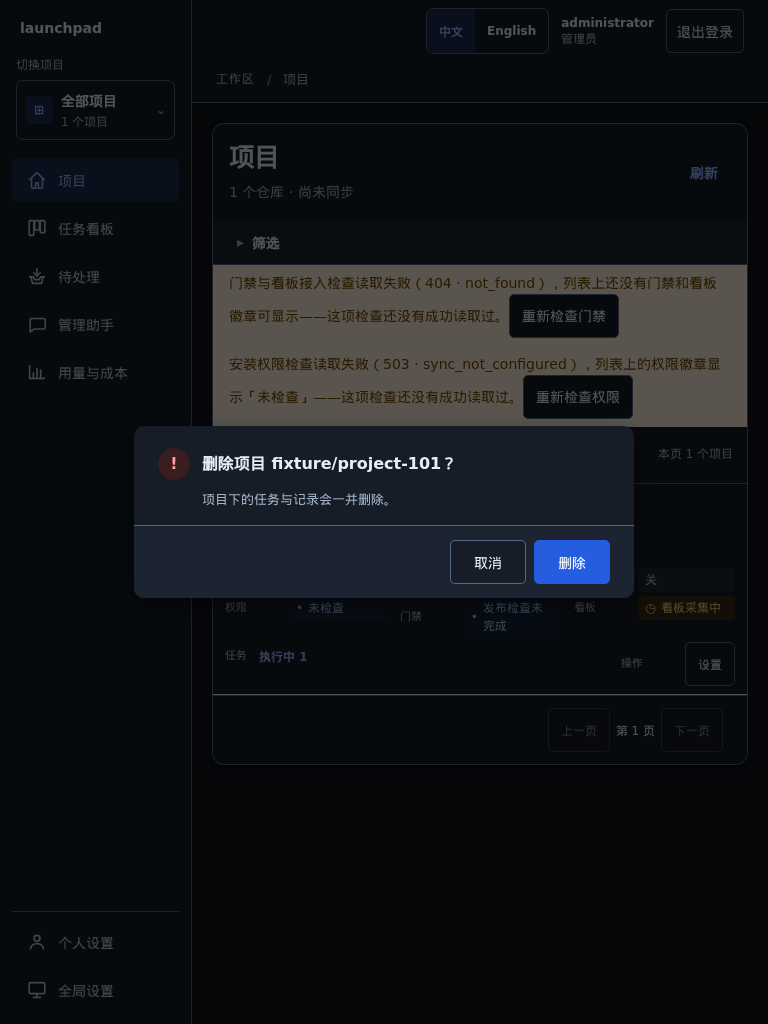 launchpad
中文 English
administrator
管理员
退出登录
切换项目
全部项目
1 个项目
工作区 / 项目
项目
任务看板
待处理
管理助手
用量与成本
项目
1 个仓库 · 尚未同步
刷新
▸ 筛选
门禁与看板接入检查读取失败（404 · not_found），列表上还没有门禁和看板
徽章可显示——这项检查还没有成功读取过。 重新检查门禁
安装权限检查读取失败（503 · sync_not_configured），列表上的权限徽章显
示「未检查」——这项检查还没有成功读取过。 重新检查权限
本页 1 个项目
! 删除项目 fixture/project-101？
项目下的任务与记录会一并删除。
取消 删除
关
权限 • 未检查 门禁 • 发布检查未
完成
看板 看板采集中
任务 执行中 1 操作 设置
上一页 第 1 页 下一页
个人设置
全局设置